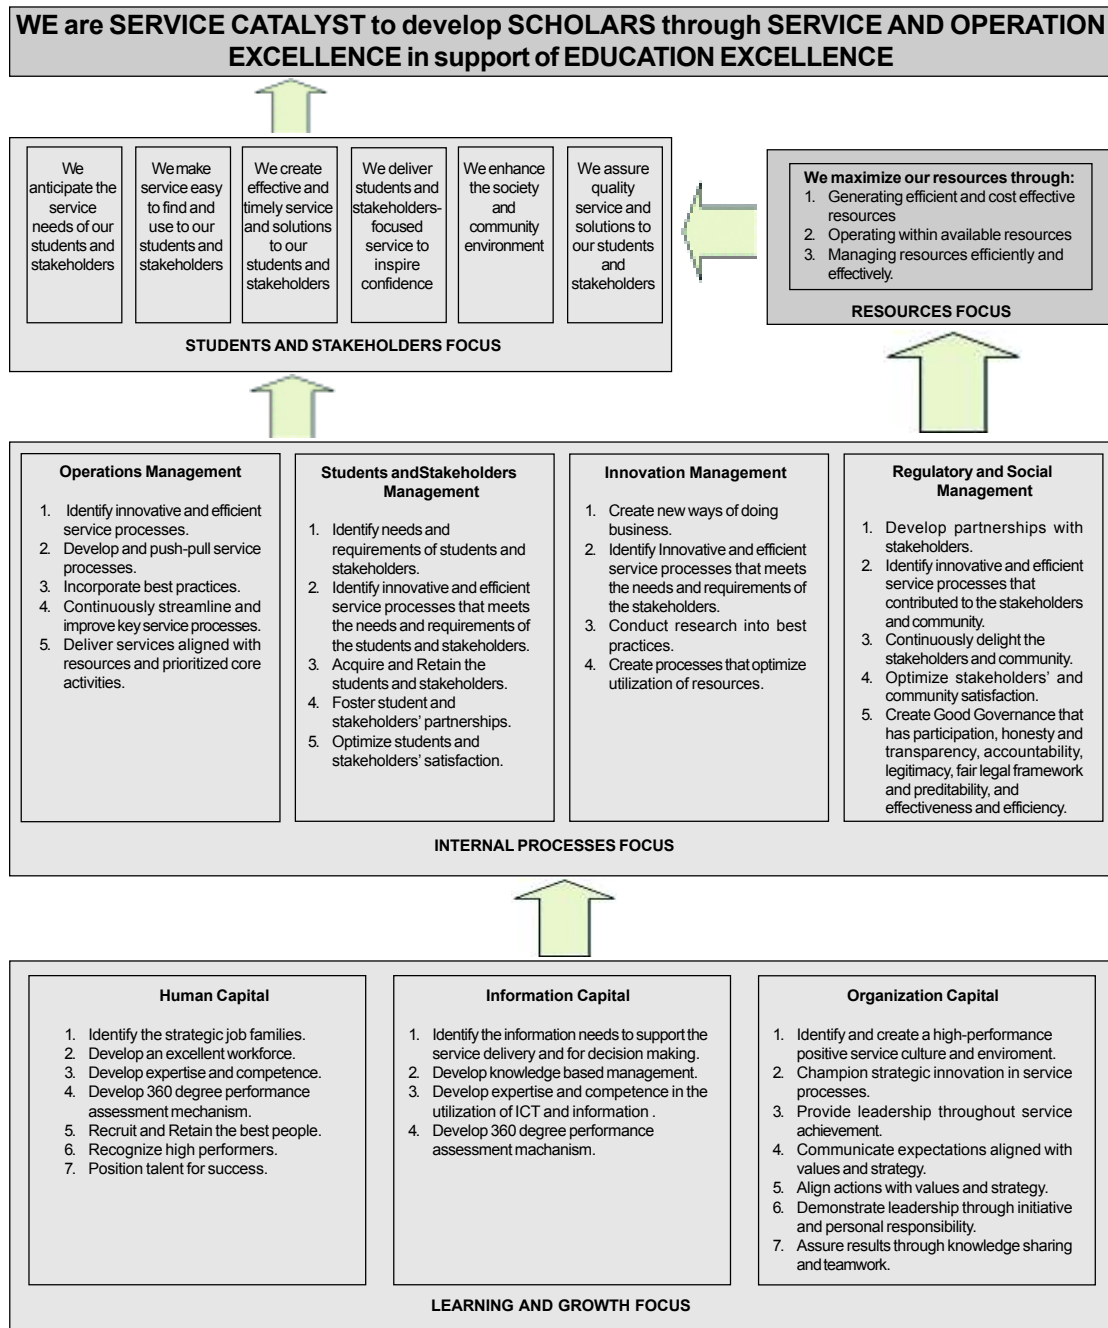 WE are SERVICE CATALYST to develop SCHOLARS through SERVICE AND OPERATION
EXCELLENCE in support of EDUCATION EXCELLENCE
We
anticipate the
service
needs of our
students and
stakeholders
We make
service easy
to find and
use to our
students and
stakeholders
We create
effective and
timely service
and solutions
to our
students and
stakeholders
We deliver
students and
stakeholders-
focused
service to
inspire
confidence
We enhance
the society
and
community
environment
We assure
quality
service and
solutions to
our students
and
stakeholders
STUDENTS AND STAKEHOLDERS FOCUS
We maximize our resources through:
1. Generating efficient and cost effective
resources
2. Operating within available resources
3. Managing resources efficiently and
effectively.
RESOURCES FOCUS
Operations Management
1. Identify innovative and efficient
service processes.
2. Develop and push-pull service
processes.
3. Incorporate best practices.
4. Continuously streamline and
improve key service processes.
5. Deliver services aligned with
resources and prioritized core
activities.
Students andStakeholders
Management
1. Identify needs and
requirements of students and
stakeholders.
2. Identify innovative and efficient
service processes that meets
the needs and requirements of
the students and stakeholders.
3. Acquire and Retain the
students and stakeholders.
4. Foster student and
stakeholders' partnerships.
5. Optimize students and
stakeholders' satisfaction.
Innovation Management
1. Create new ways of doing
business.
2. Identify Innovative and efficient
service processes that meets
the needs and requirements of
the stakeholders.
3. Conduct research into best
practices.
4. Create processes that optimize
utilization of resources.
Regulatory and Social
Management
1. Develop partnerships with
stakeholders.
2. Identify innovative and efficient
service processes that
contributed to the stakeholders
and community.
3. Continuously delight the
stakeholders and community.
4. Optimize stakeholders' and
community satisfaction.
5. Create Good Governance that
has participation, honesty and
transparency, accountability,
legitimacy, fair legal framework
and preditability, and
effectiveness and efficiency.
INTERNAL PROCESSES FOCUS
Human Capital
1. Identify the strategic job families.
2. Develop an excellent workforce.
3. Develop expertise and competence.
4. Develop 360 degree performance
assessment mechanism.
5. Recruit and Retain the best people.
6. Recognize high performers.
7. Position talent for success.
Information Capital
1. Identify the information needs to support the
service delivery and for decision making.
2. Develop knowledge based management.
3. Develop expertise and competence in the
utilization of ICT and information .
4. Develop 360 degree performance
assessment machanism.
Organization Capital
1. Identify and create a high-performance
positive service culture and enviroment.
2. Champion strategic innovation in service
processes.
3. Provide leadership throughout service
achievement.
4. Communicate expectations aligned with
values and strategy.
5. Align actions with values and strategy.
6. Demonstrate leadership through initiative
and personal responsibility.
7. Assure results through knowledge sharing
and teamwork.
LEARNING AND GROWTH FOCUS